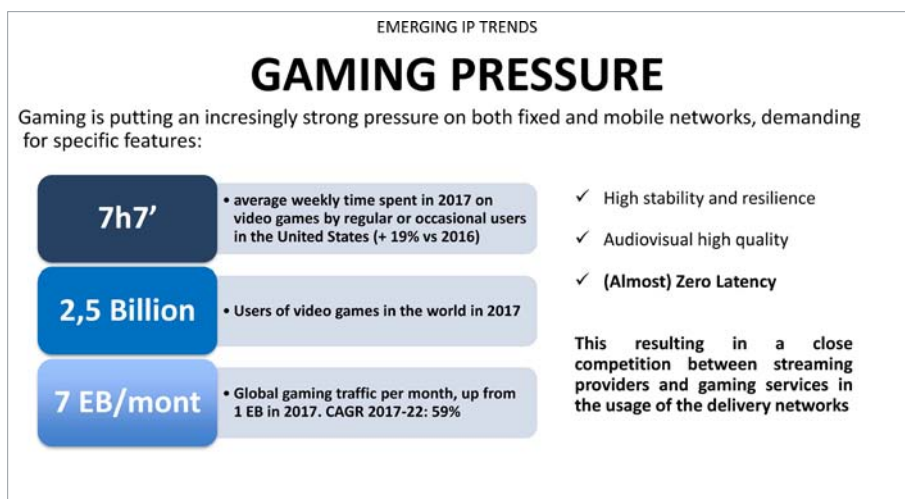 EMERGING IP TRENDS
GAMING PRESSURE
Gaming is putting an incresingly strong pressure on both fixed and mobile networks, demanding
for specific features:
7h7’
• average weekly time spent in 2017 on
video games by regular or occasional users
in the United States (+ 19% vs 2016)
2,5 Billion
• Users of video games in the world in 2017
7 EB/mont
• Global gaming traffic per month, up from
1 EB in 2017. CAGR 2017-22: 59%
✓ High stability and resilience
✓ Audiovisual high quality
✓ (Almost) Zero Latency
This resulting in a close
competition between streaming
providers and gaming services in
the usage of the delivery networks